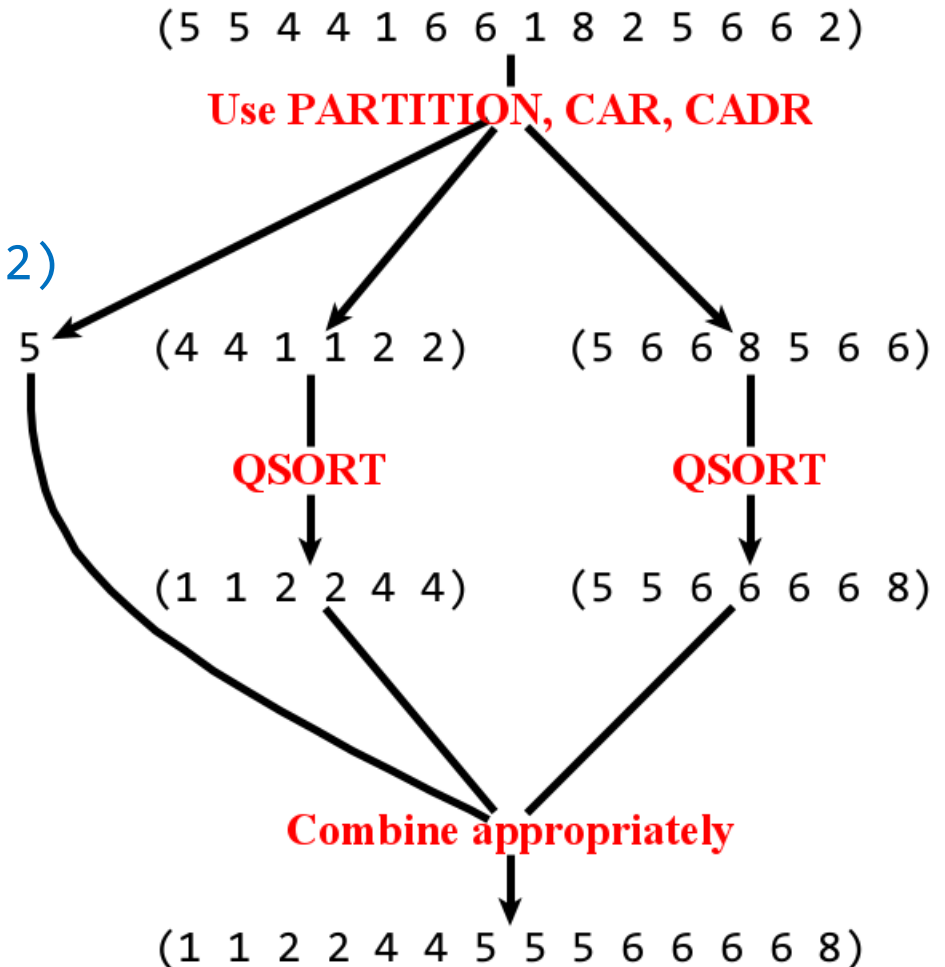 (5 5 4 4 1 6 6 1 8 2 5 6 6 2)
Use PARTITION, CAR, CADR
2)
5 (4 4 1 1 2 2) (5 6 6 8 5 6 6)
QSORT QSORT
(1 1 2 2 4 4) (5 5 6 6 6 6 8)
Combine appropriately
(1 1 2 2 4 4 5 5 5 6 6 6 6 8)